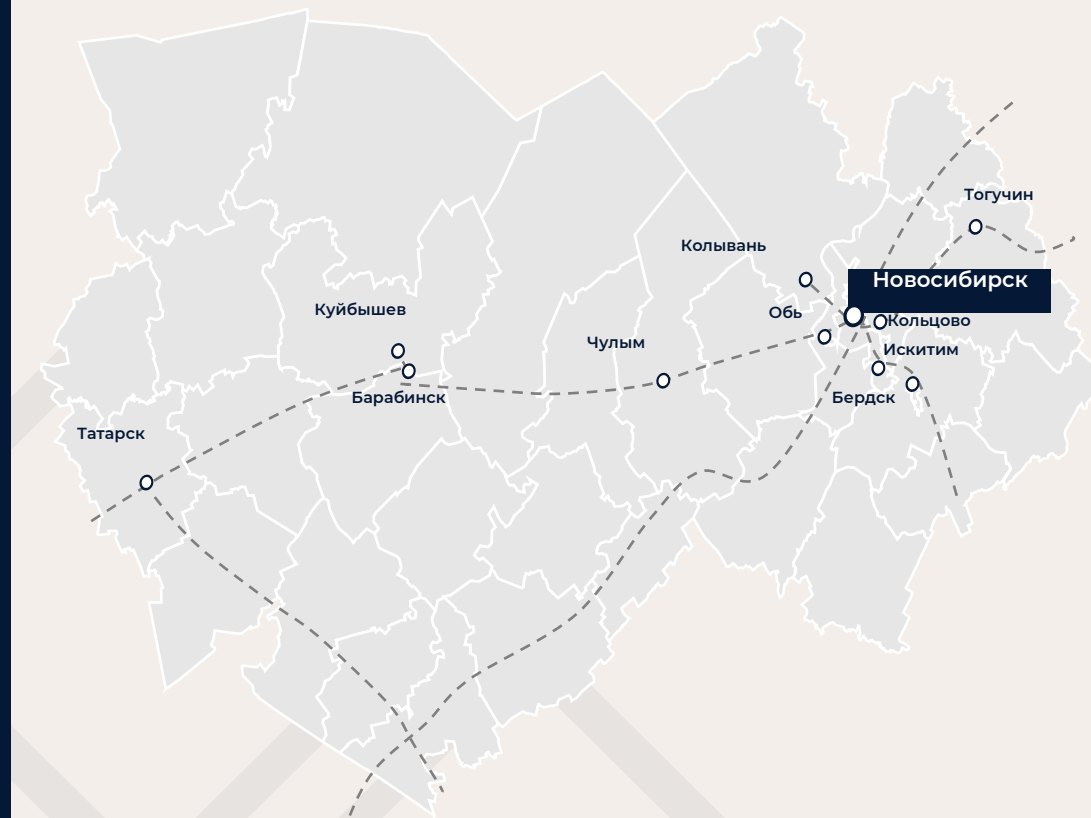 Тогучин
Колывань
Новосибирск
Куйбышев
Обь
Кольцово
Чулым
Искитим
Барабинск
Бердск
Татарск